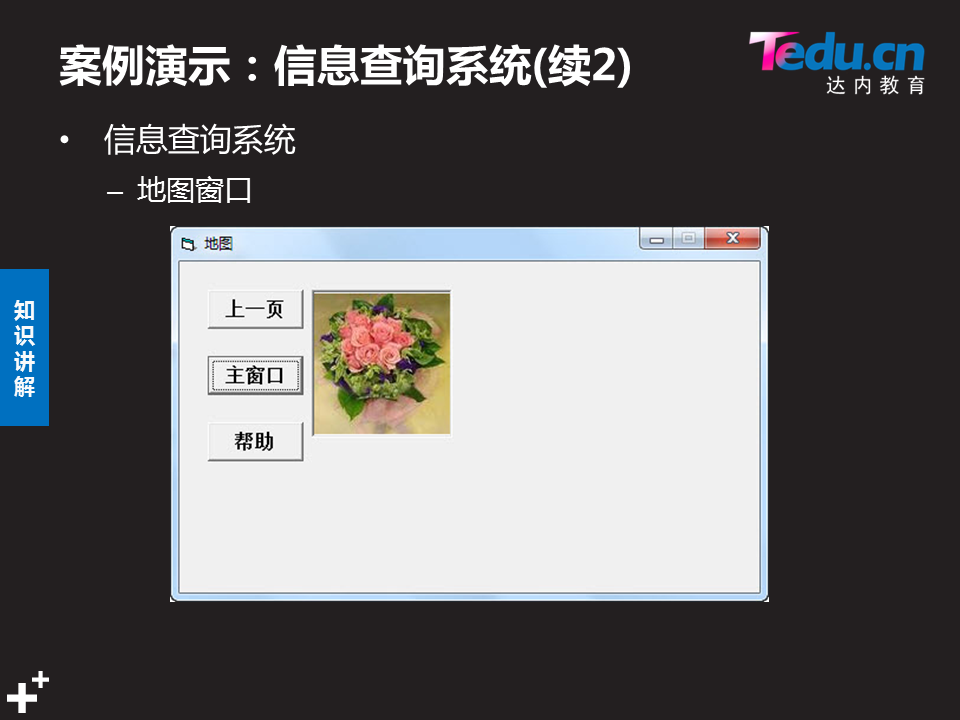 案例演示：信息查询系统(续2)
Tedu.cn
达内教育
• 信息查询系统
– 地图窗口
地图
知识讲解
上一页
主窗口
帮助